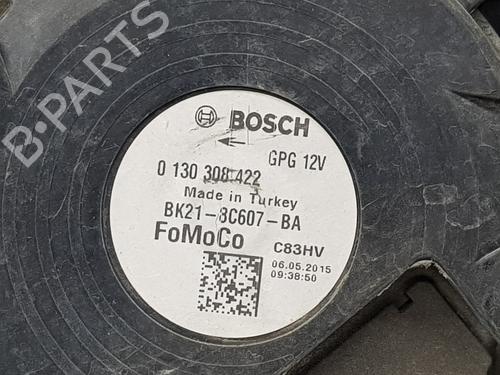 B-PARTS
BOSCH
GPG 12V
0 130 308 422
Made in Turkey
BK21-8C607-BA
FoMoCo
C83HV
06.05.2015
09:38:50